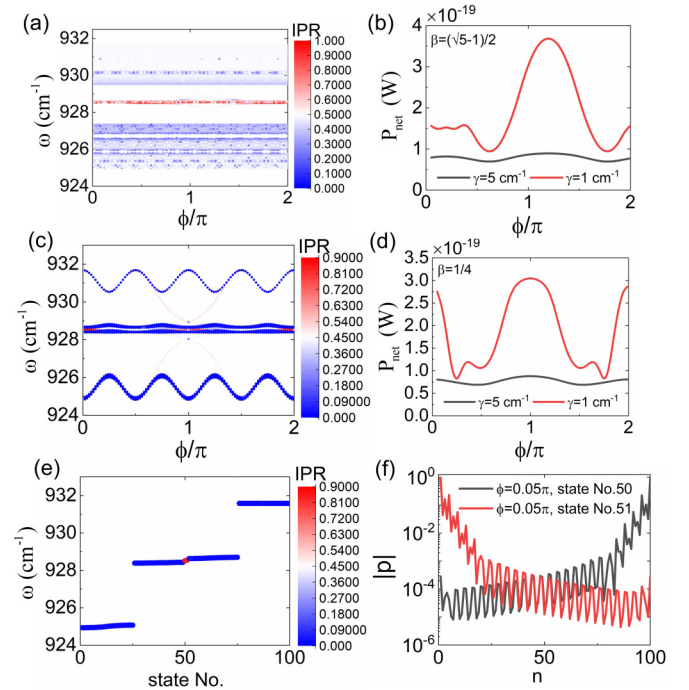 (a)
IPR
932
930
928
926
924
ω (cm⁻¹)
0
1
2
ϕ/π
1.000
0.9000
0.8000
0.7000
0.6000
0.5000
0.4000
0.3000
0.2000
0.1000
0.000
(b)
×10⁻¹⁹
β=(√5-1)/2
4
3
2
1
0
P_net (W)
γ=5 cm⁻¹
γ=1 cm⁻¹
0
1
2
ϕ/π
(c)
IPR
932
930
928
926
924
ω (cm⁻¹)
0
1
2
ϕ/π
0.9000
0.8100
0.7200
0.6300
0.5400
0.4500
0.3600
0.2700
0.1800
0.09000
0.000
(d)
×10⁻¹⁹
β=1/4
3.5
3.0
2.5
2.0
1.5
1.0
0.5
0.0
P_net (W)
γ=5 cm⁻¹
γ=1 cm⁻¹
0
1
2
ϕ/π
(e)
IPR
932
930
928
926
924
ω (cm⁻¹)
0
50
100
state No.
0.9000
0.8100
0.7200
0.6300
0.5400
0.4500
0.3600
0.2700
0.1800
0.09000
0.000
(f)
10⁰
10⁻²
10⁻⁴
10⁻⁶
|p|
ϕ=0.05π, state No.50
ϕ=0.05π, state No.51
0
50
100
n